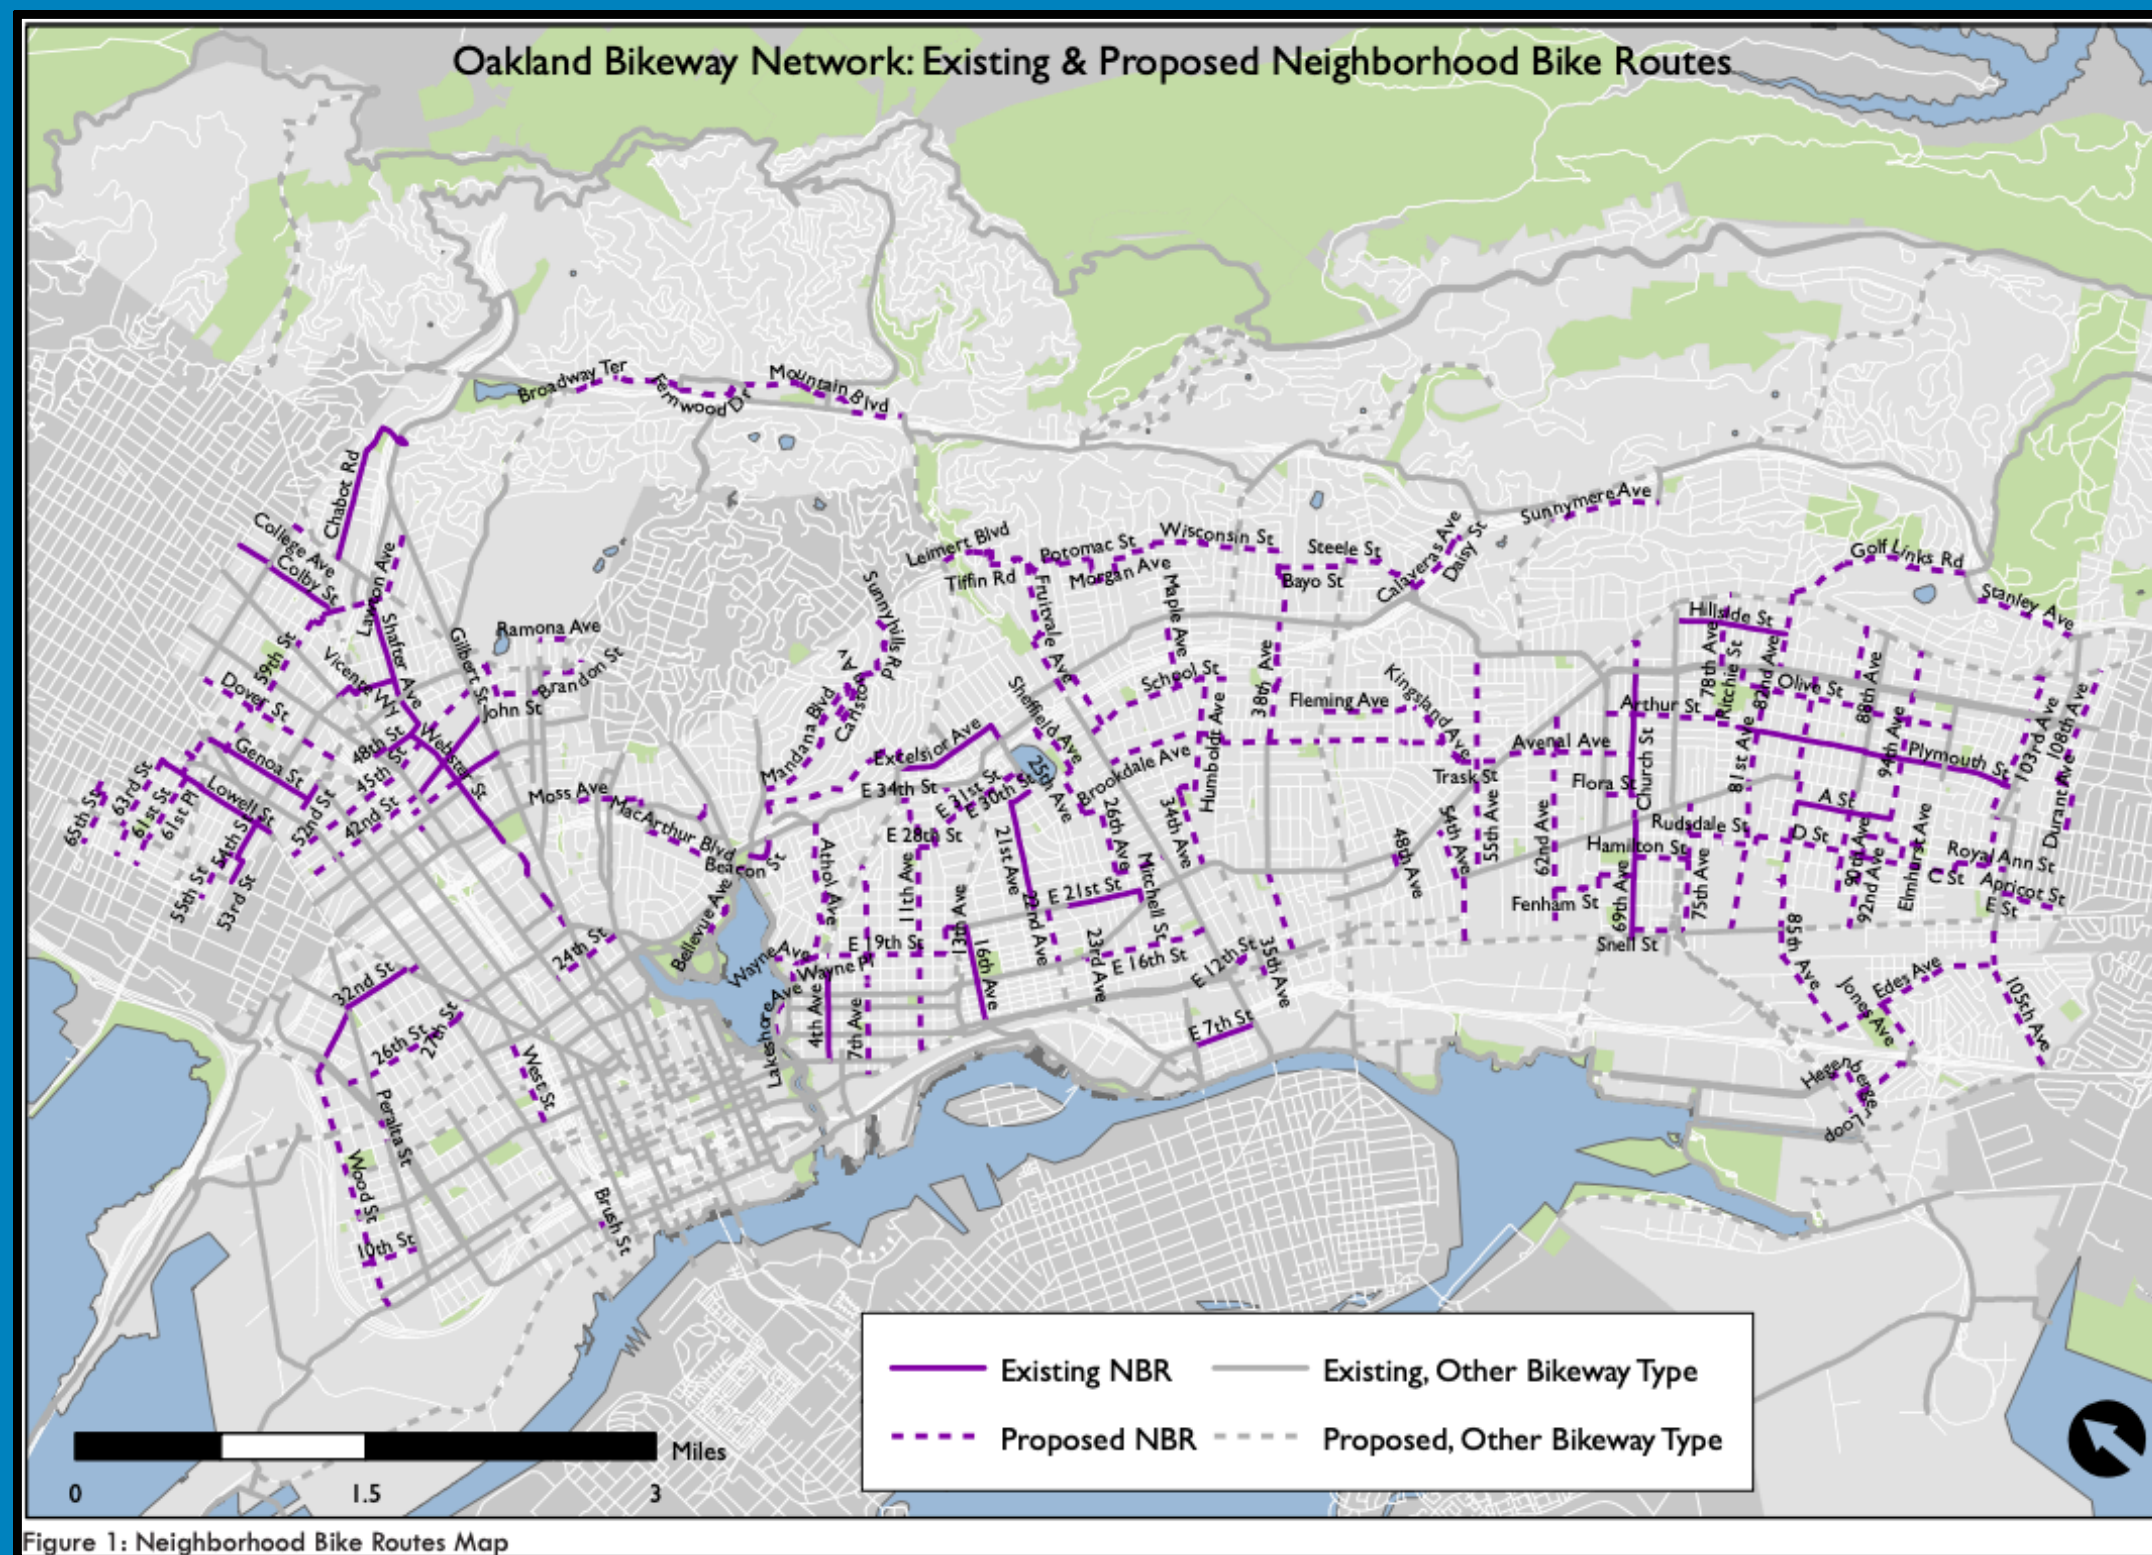 Oakland Bikeway Network: Existing & Proposed Neighborhood Bike Routes
Broadway Ter
Fernwood Dr
Mountain Blvd
Chabot Rd
College Ave
Colby St
Lawton Ave
Shafter Ave
Gilbert St
Ramona Ave
Brandon St
John St
59th St
Vicente Wy
Dover St
48th St
45th St
42nd St
Webster St
Genoa St
52nd St
Lowell St
65th St
63rd St
61st St
61st Pl
54th St
55th St
53rd St
Moss Ave
MacArthur Blvd
Beacon St
Bellevue Ave
24th St
32nd St
26th St
27th St
West St
Peralta St
Wood St
10th St
Brush St
Sunnyhills Rd
Carlston Av
Mandana Blvd
Excelsior Ave
E 34th St
E 31st St
E 30th St
E 28th St
Athol Ave
11th Ave
E 19th St
13th Ave
16th Ave
Wayne Ave
Wayne Pl
Lakeshore Ave
4th Ave
7th Ave
Leimert Blvd
Tiffin Rd
Potomac St
Morgan Ave
Wisconsin St
Fruitvale Ave
Maple Ave
School St
Sheffield Ave
25th Ave
Brookdale Ave
26th Ave
21st Ave
22nd Ave
E 21st St
Mitchell St
23rd Ave
E 16th St
E 12th St
35th Ave
E 7th St
34th Ave
Humboldt Ave
38th Ave
Steele St
Bayo St
Calaveras Ave
Daisy St
Sunnymere Ave
Fleming Ave
Kingsland Ave
Trask St
Avenal Ave
48th Ave
54th Ave
55th Ave
62nd Ave
Fenham St
Flora St
Church St
Arthur St
Hamilton St
69th Ave
Snell St
75th Ave
Rudsdale St
Hillside St
78th Ave
Ritchie St
82nd Ave
81st Ave
Golf Links Rd
Stanley Ave
Olive St
88th Ave
94th Ave
Plymouth St
103rd Ave
108th Ave
Durant Ave
A St
D St
90th Ave
92nd Ave
Elmhurst Ave
Royal Ann St
C St
Apricot St
E St
85th Ave
Jones Ave
Edes Ave
105th Ave
Hegenberger Loop
Existing NBR
Existing, Other Bikeway Type
Proposed NBR
Proposed, Other Bikeway Type
Miles
0 1.5 3
Figure 1: Neighborhood Bike Routes Map